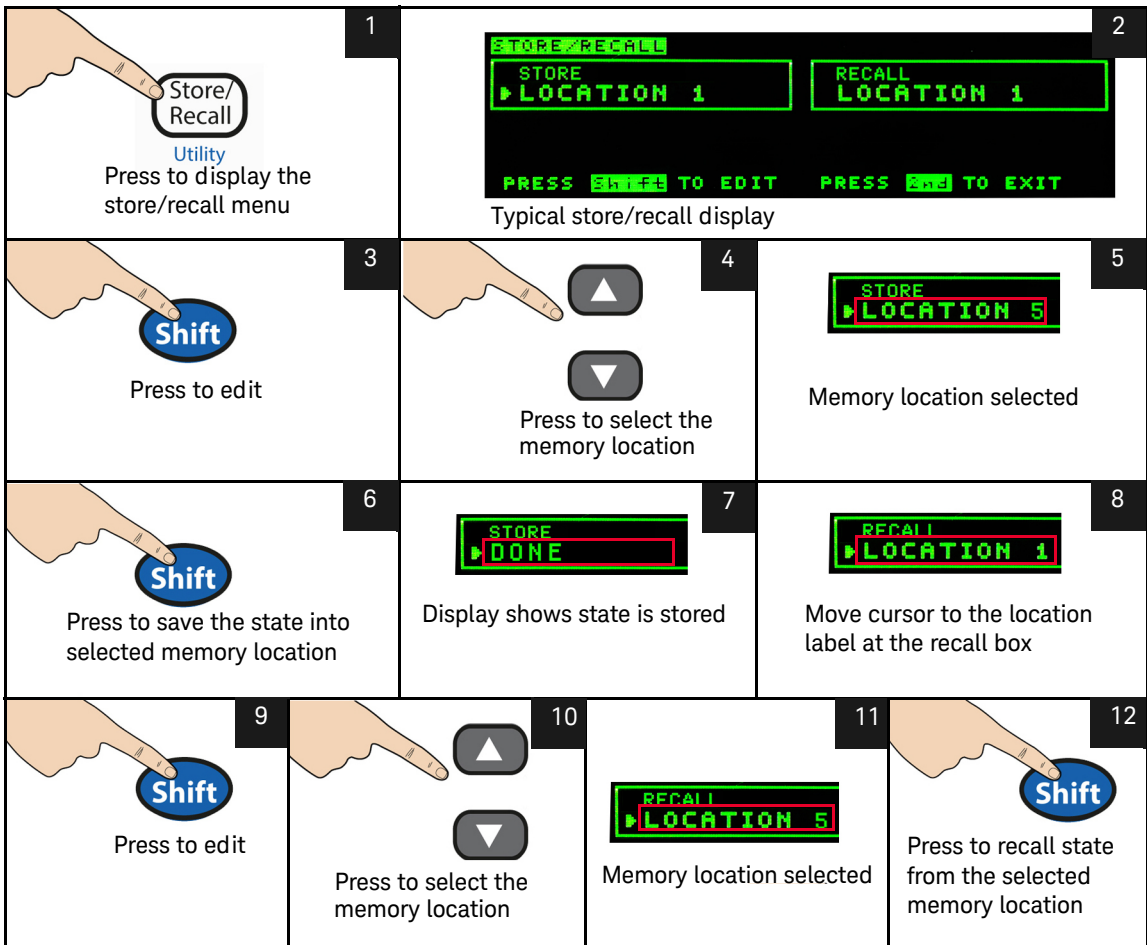 1
Store/
Recall
Utility
Press to display the
store/recall menu
2
STORE/RECALL
STORE
LOCATION 1
RECALL
LOCATION 1
PRESS Shift TO EDIT
PRESS 2nd TO EXIT
Typical store/recall display
3
Shift
Press to edit
4
Press to select the
memory location
5
STORE
LOCATION 5
Memory location selected
6
Shift
Press to save the state into
selected memory location
7
STORE
DONE
Display shows state is stored
8
RECALL
LOCATION 1
Move cursor to the location
label at the recall box
9
Shift
Press to edit
10
Press to select the
memory location
11
RECALL
LOCATION 5
Memory location selected
12
Shift
Press to recall state
from the selected
memory location